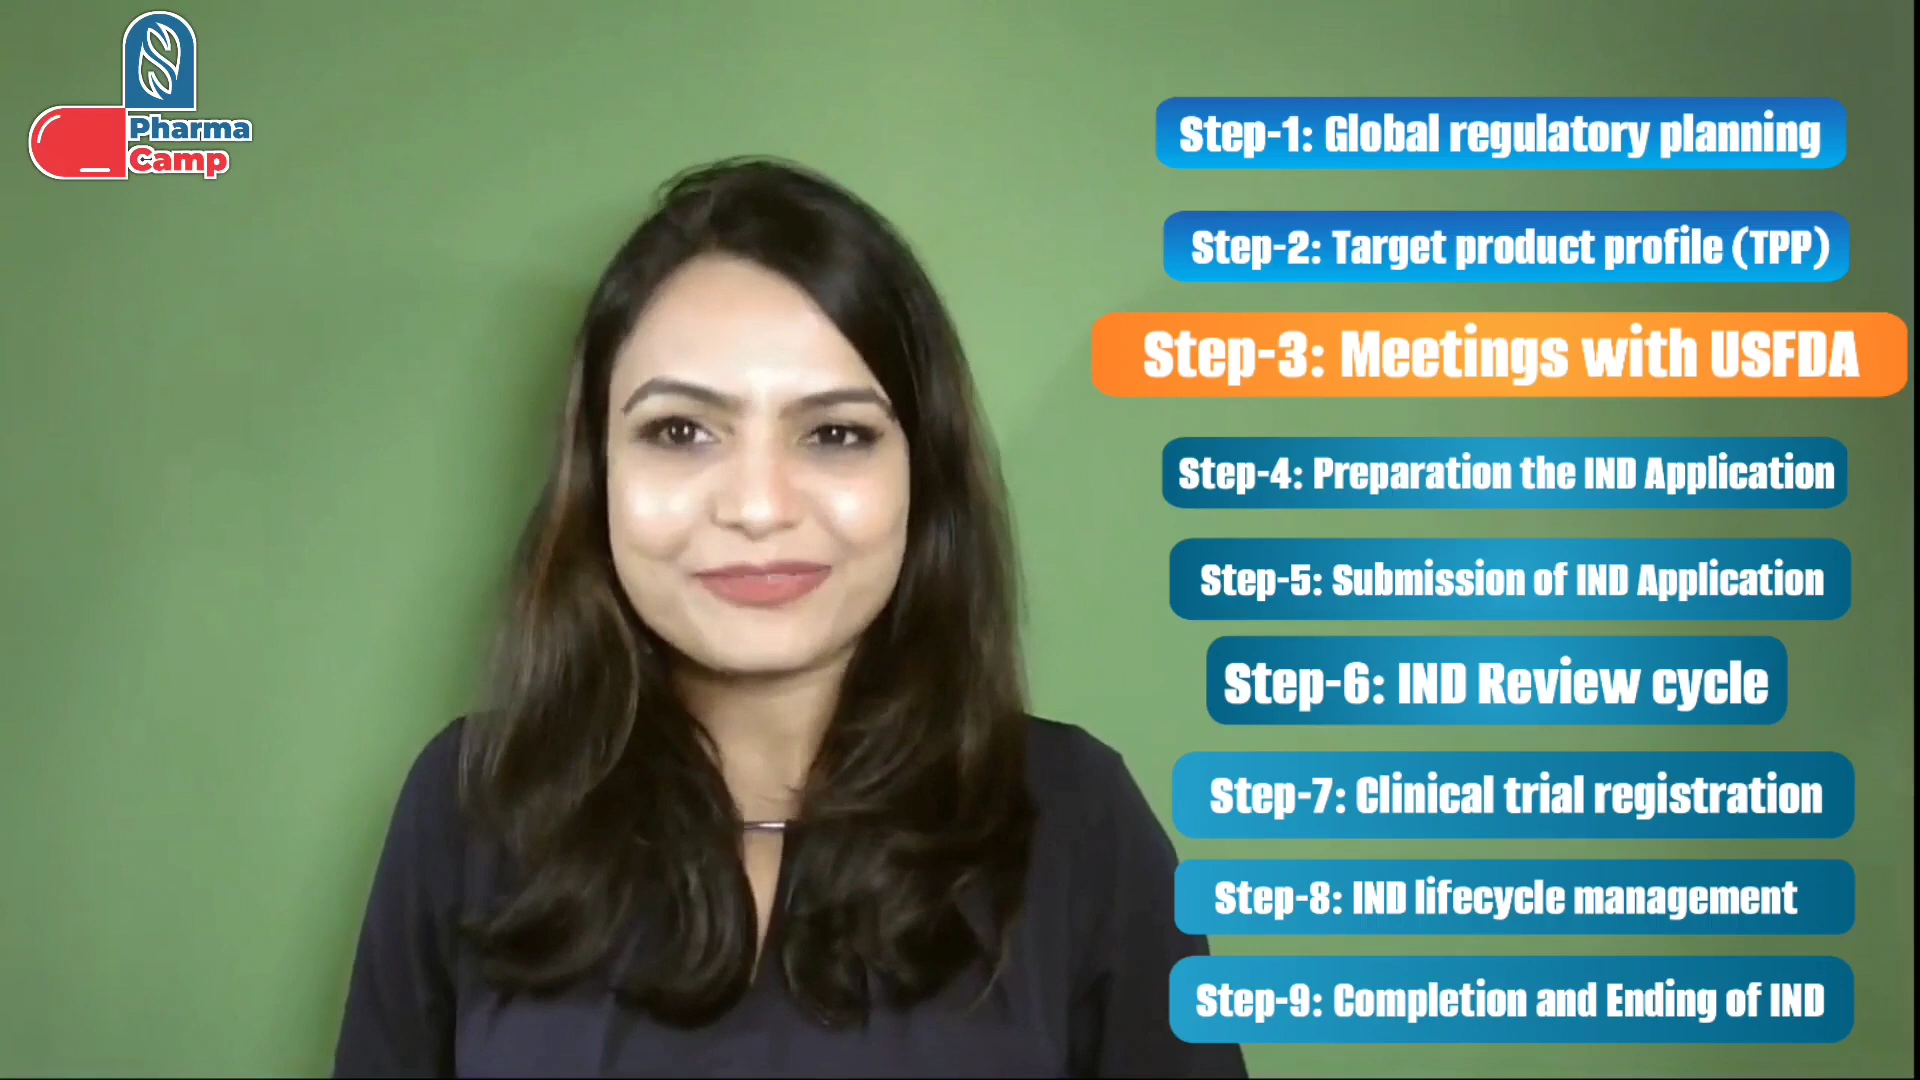 Pharma
Camp
Step-1: Global regulatory planning
Step-2: Target product profile (TPP)
Step-3: Meetings with USFDA
Step-4: Preparation the IND Application
Step-5: Submission of IND Application
Step-6: IND Review cycle
Step-7: Clinical trial registration
Step-8: IND lifecycle management
Step-9: Completion and Ending of IND